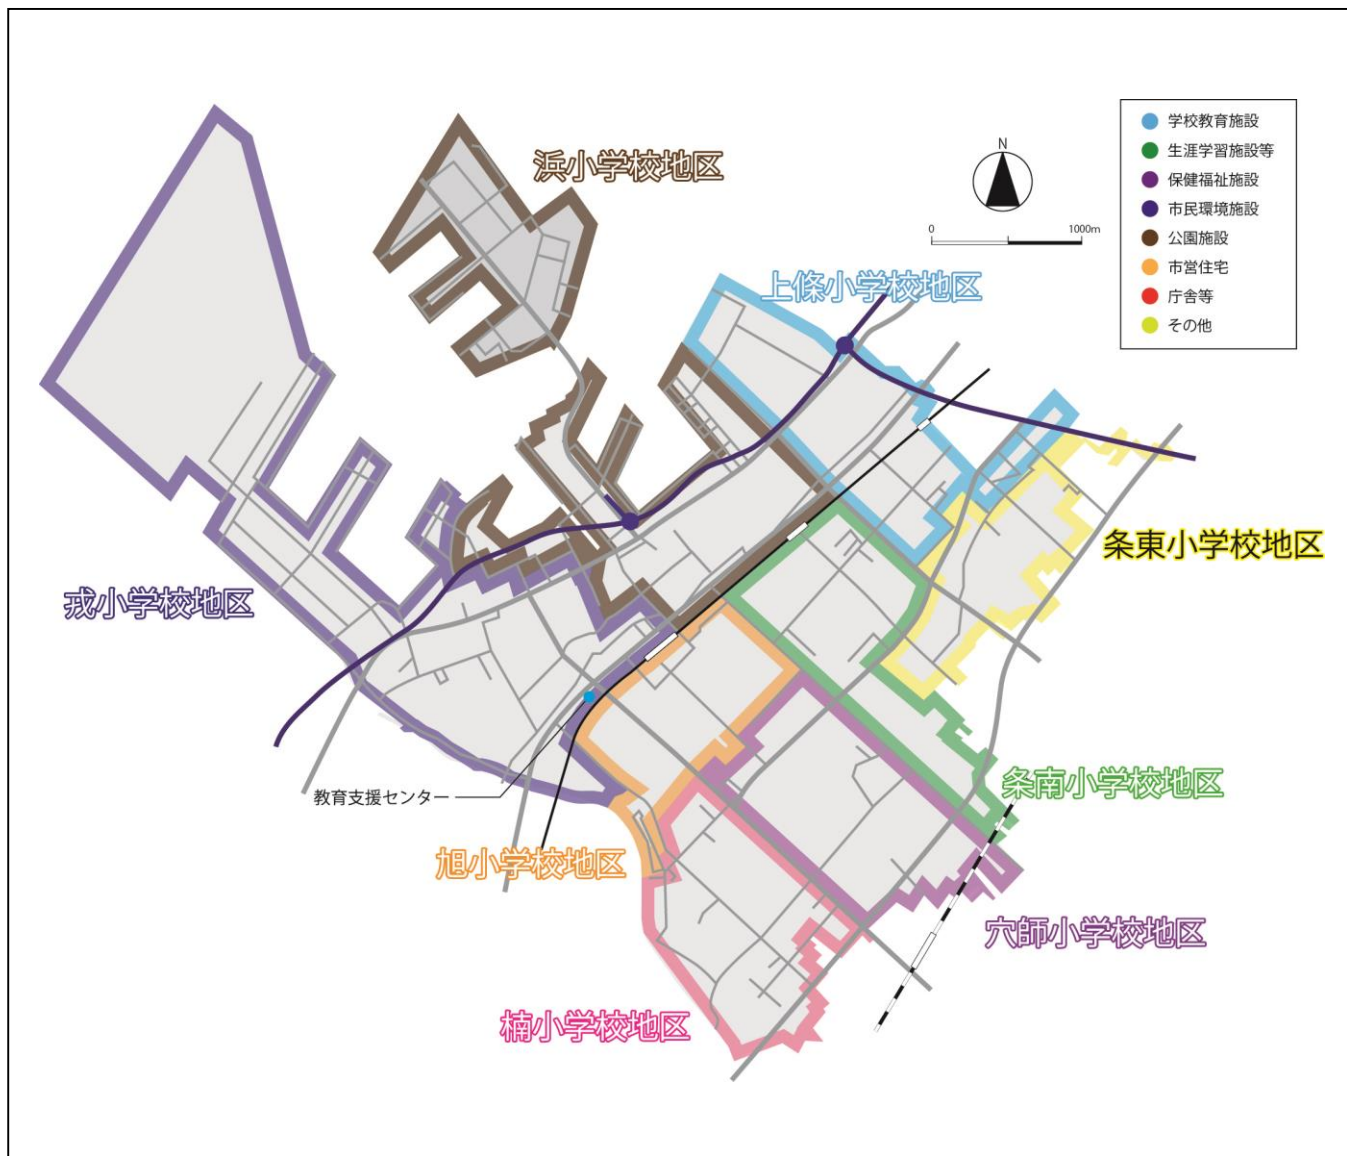 浜小学校地区
N
0 1000m
学校教育施設
生涯学習施設等
保健福祉施設
市民環境施設
公園施設
市営住宅
庁舎等
その他
上條小学校地区
条東小学校地区
戎小学校地区
条南小学校地区
教育支援センター
旭小学校地区
穴師小学校地区
楠小学校地区